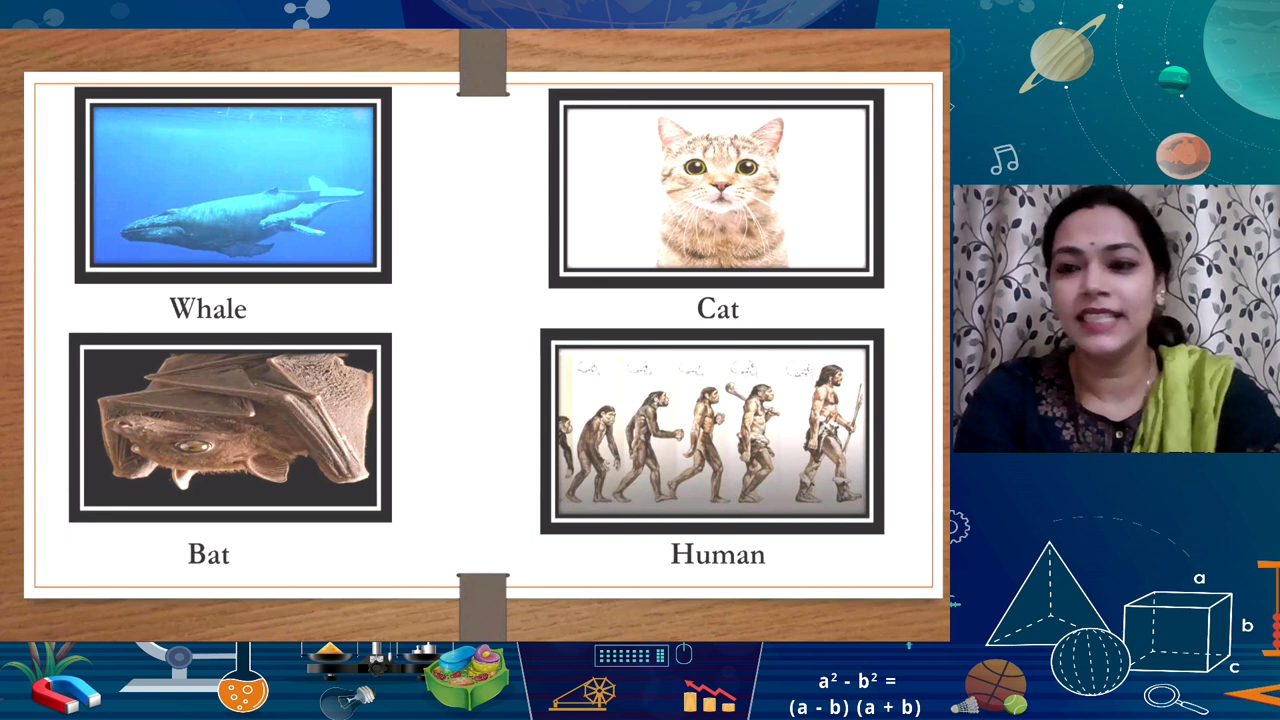 Whale
Cat
Bat
Human
a
b
c
a² - b² =
(a - b) (a + b)